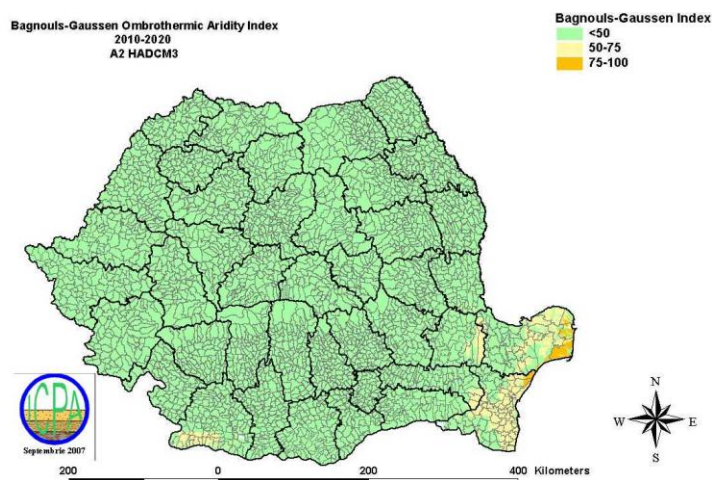 Bagnouls-Gaussen Ombrothermic Aridity Index
2010-2020
A2 HADCM3
Bagnouls-Gaussen Index
<50
50-75
75-100
ICPA
Septembrie 2007
N
W
E
S
200
0
200
400 Kilometers